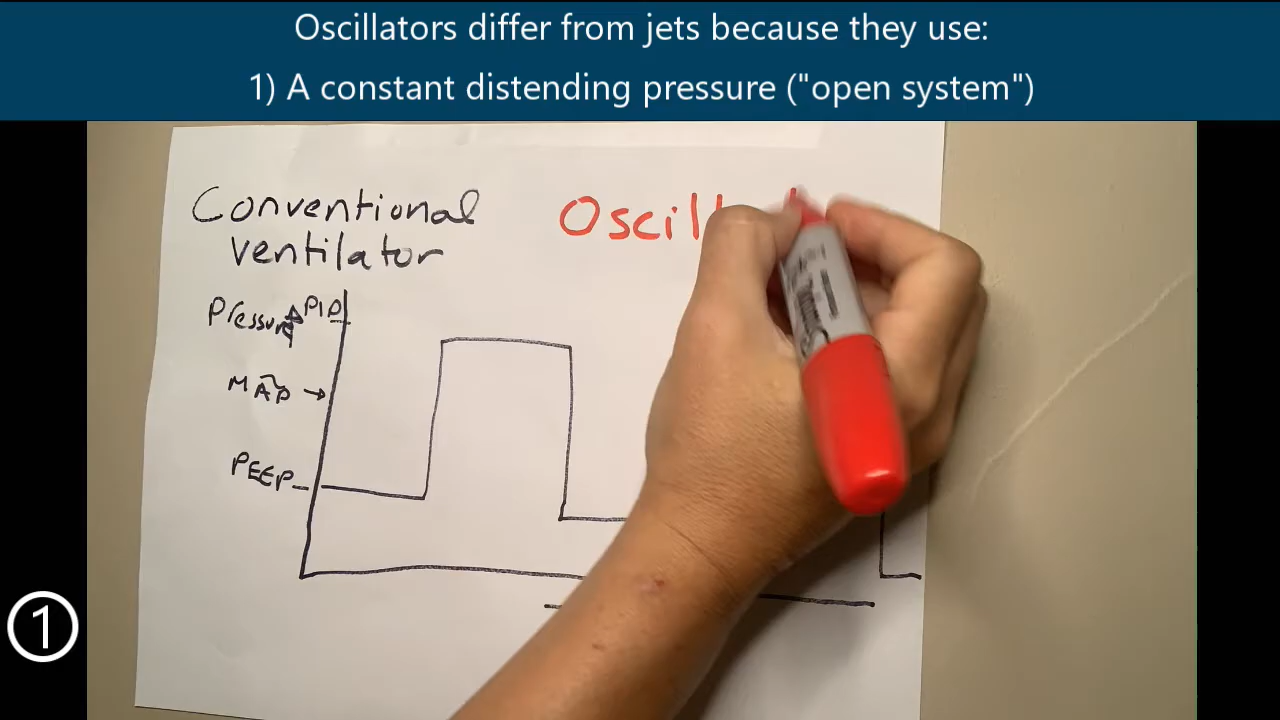 Oscillators differ from jets because they use:
1) A constant distending pressure ("open system")
Conventional
ventilator
Oscill
Pressure
PIP
MAP
PEEP
1